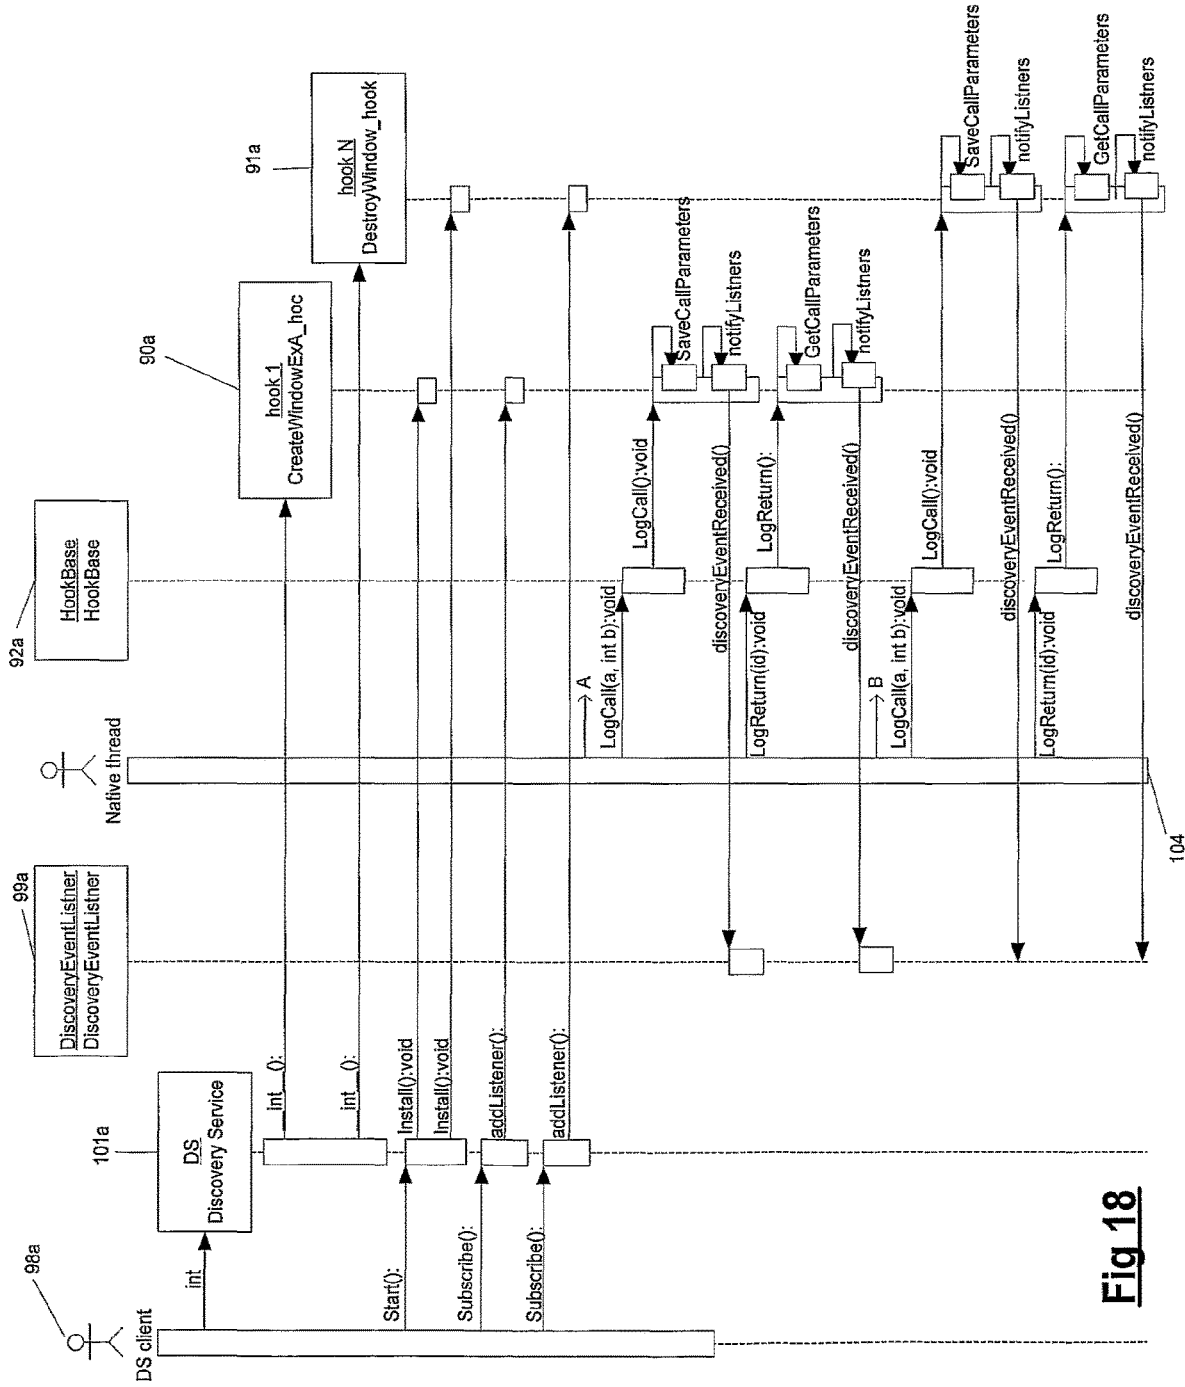 98a
DS client
101a
DS
Discovery Service
99a
DiscoveryEventListner
DiscoveryEventListner
Native thread
92a
HookBase
HookBase
90a
hook 1
CreateWindowExA_hoc
91a
hook N
DestroyWindow_hook
int
int_():
int_():
Start():
Install():void
Install():void
Subscribe():
addListener():
Subscribe():
addListener():
A
LogCall(a, int b):void
LogCall():void
SaveCallParameters
notifyListners
discoveryEventReceived()
LogReturn(id):void
LogReturn():
GetCallParameters
notifyListners
discoveryEventReceived()
B
LogCall(a, int b):void
LogCall():void
SaveCallParameters
notifyListners
discoveryEventReceived()
LogReturn(id):void
LogReturn():
GetCallParameters
notifyListners
discoveryEventReceived()
104
Fig 18